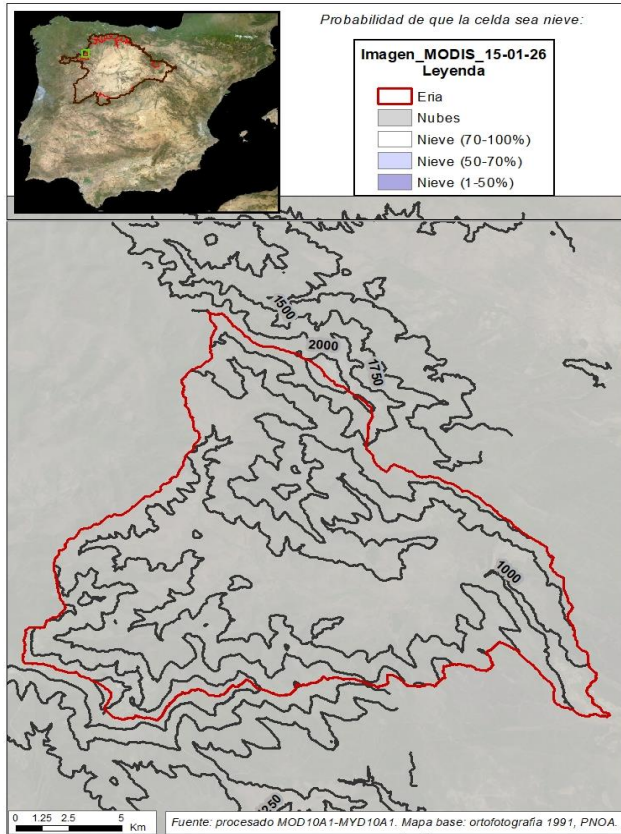 Probabilidad de que la celda sea nieve:
Imagen_MODIS_15-01-26
Leyenda
Eria
Nubes
Nieve (70-100%)
Nieve (50-70%)
Nieve (1-50%)
1500
2000
1750
1000
1250
0 1.25 2.5 5
Km
Fuente: procesado MOD10A1-MYD10A1. Mapa base: ortofotografia 1991, PNOA.